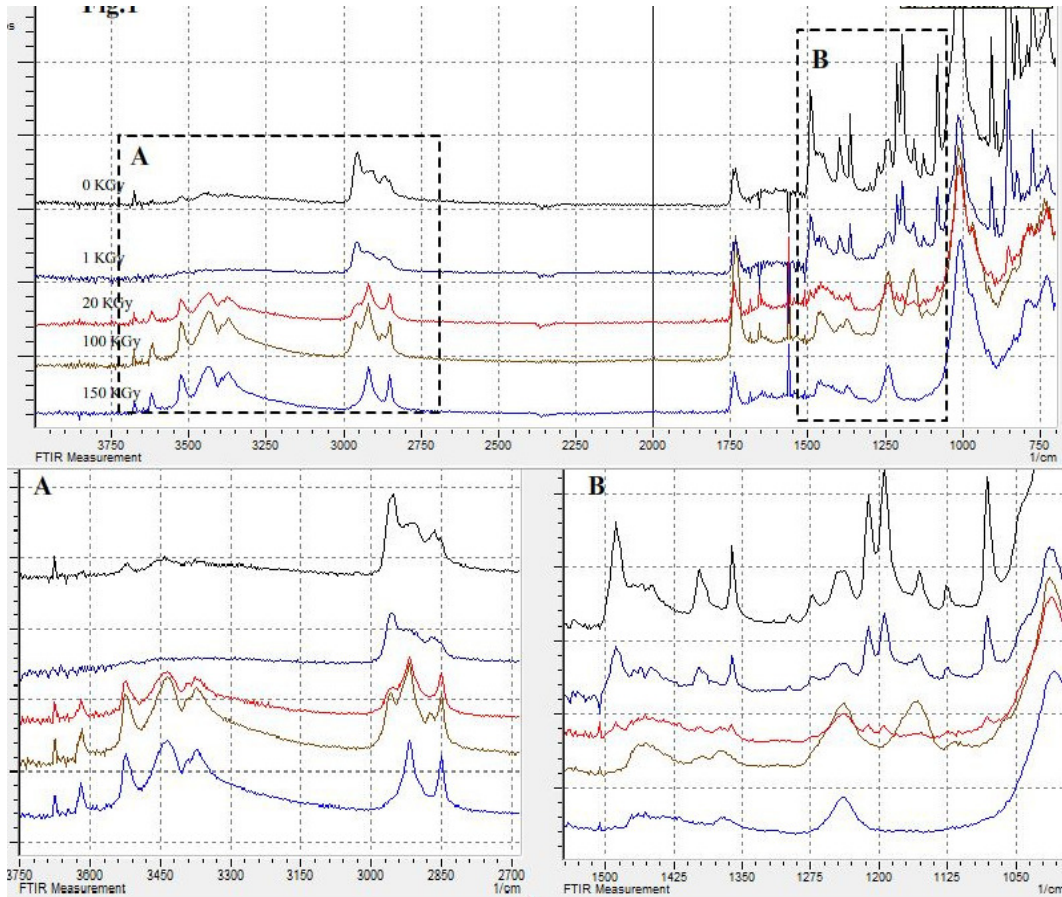 Fig.1
A
B
0 KGy
1 KGy
20 KGy
100 KGy
150 KGy
3750 3500 3250 3000 2750 2500 2250 2000 1750 1500 1250 1000 750
FTIR Measurement 1/cm
A
3750 3600 3450 3300 3150 3000 2850 2700
FTIR Measurement 1/cm
B
1500 1425 1350 1275 1200 1125 1050
FTIR Measurement 1/cm